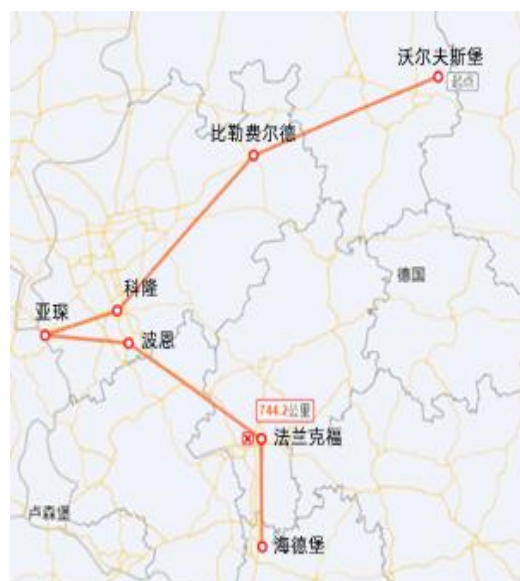 沃尔夫斯堡
起点
比勒费尔德
德国
科隆
亚琛
波恩
744.2公里
法兰克福
卢森堡
海德堡